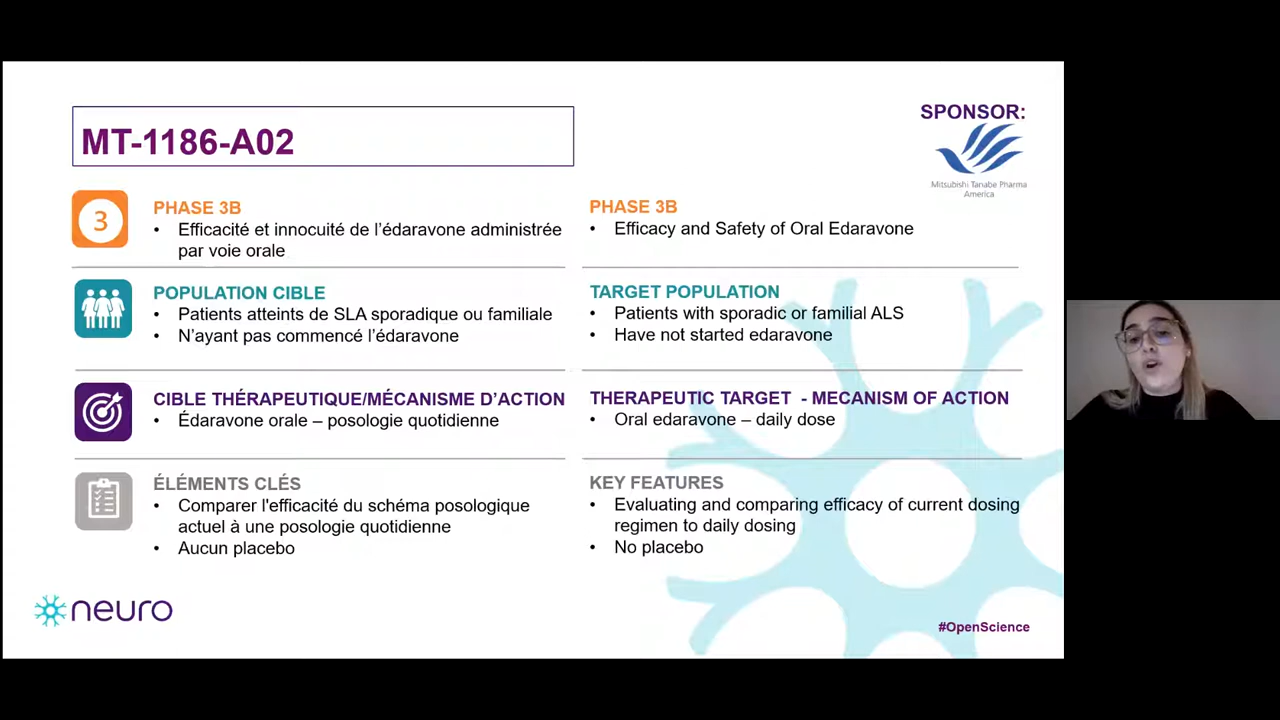 MT-1186-A02
SPONSOR:
Mitsubishi Tanabe Pharma
America
3
PHASE 3B
• Efficacité et innocuité de l’édaravone administrée
par voie orale
POPULATION CIBLE
• Patients atteints de SLA sporadique ou familiale
• N’ayant pas commencé l’édaravone
CIBLE THÉRAPEUTIQUE/MÉCANISME D’ACTION
• Édaravone orale – posologie quotidienne
ÉLÉMENTS CLÉS
• Comparer l'efficacité du schéma posologique
actuel à une posologie quotidienne
• Aucun placebo
PHASE 3B
• Efficacy and Safety of Oral Edaravone
TARGET POPULATION
• Patients with sporadic or familial ALS
• Have not started edaravone
THERAPEUTIC TARGET - MECANISM OF ACTION
• Oral edaravone – daily dose
KEY FEATURES
• Evaluating and comparing efficacy of current dosing
regimen to daily dosing
• No placebo
neuro
#OpenScience